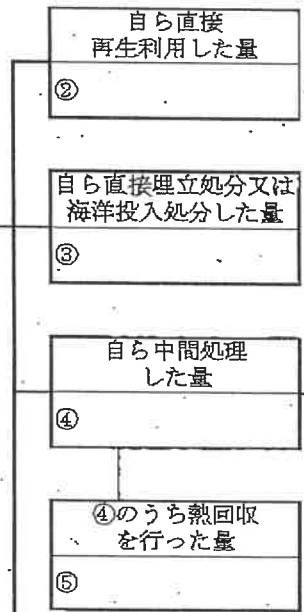 自ら直接
再生利用した量
②
自ら直接埋立処分又は
海洋投入処分した量
③
自ら中間処理
した量
④
④のうち熱回収
を行った量
⑤